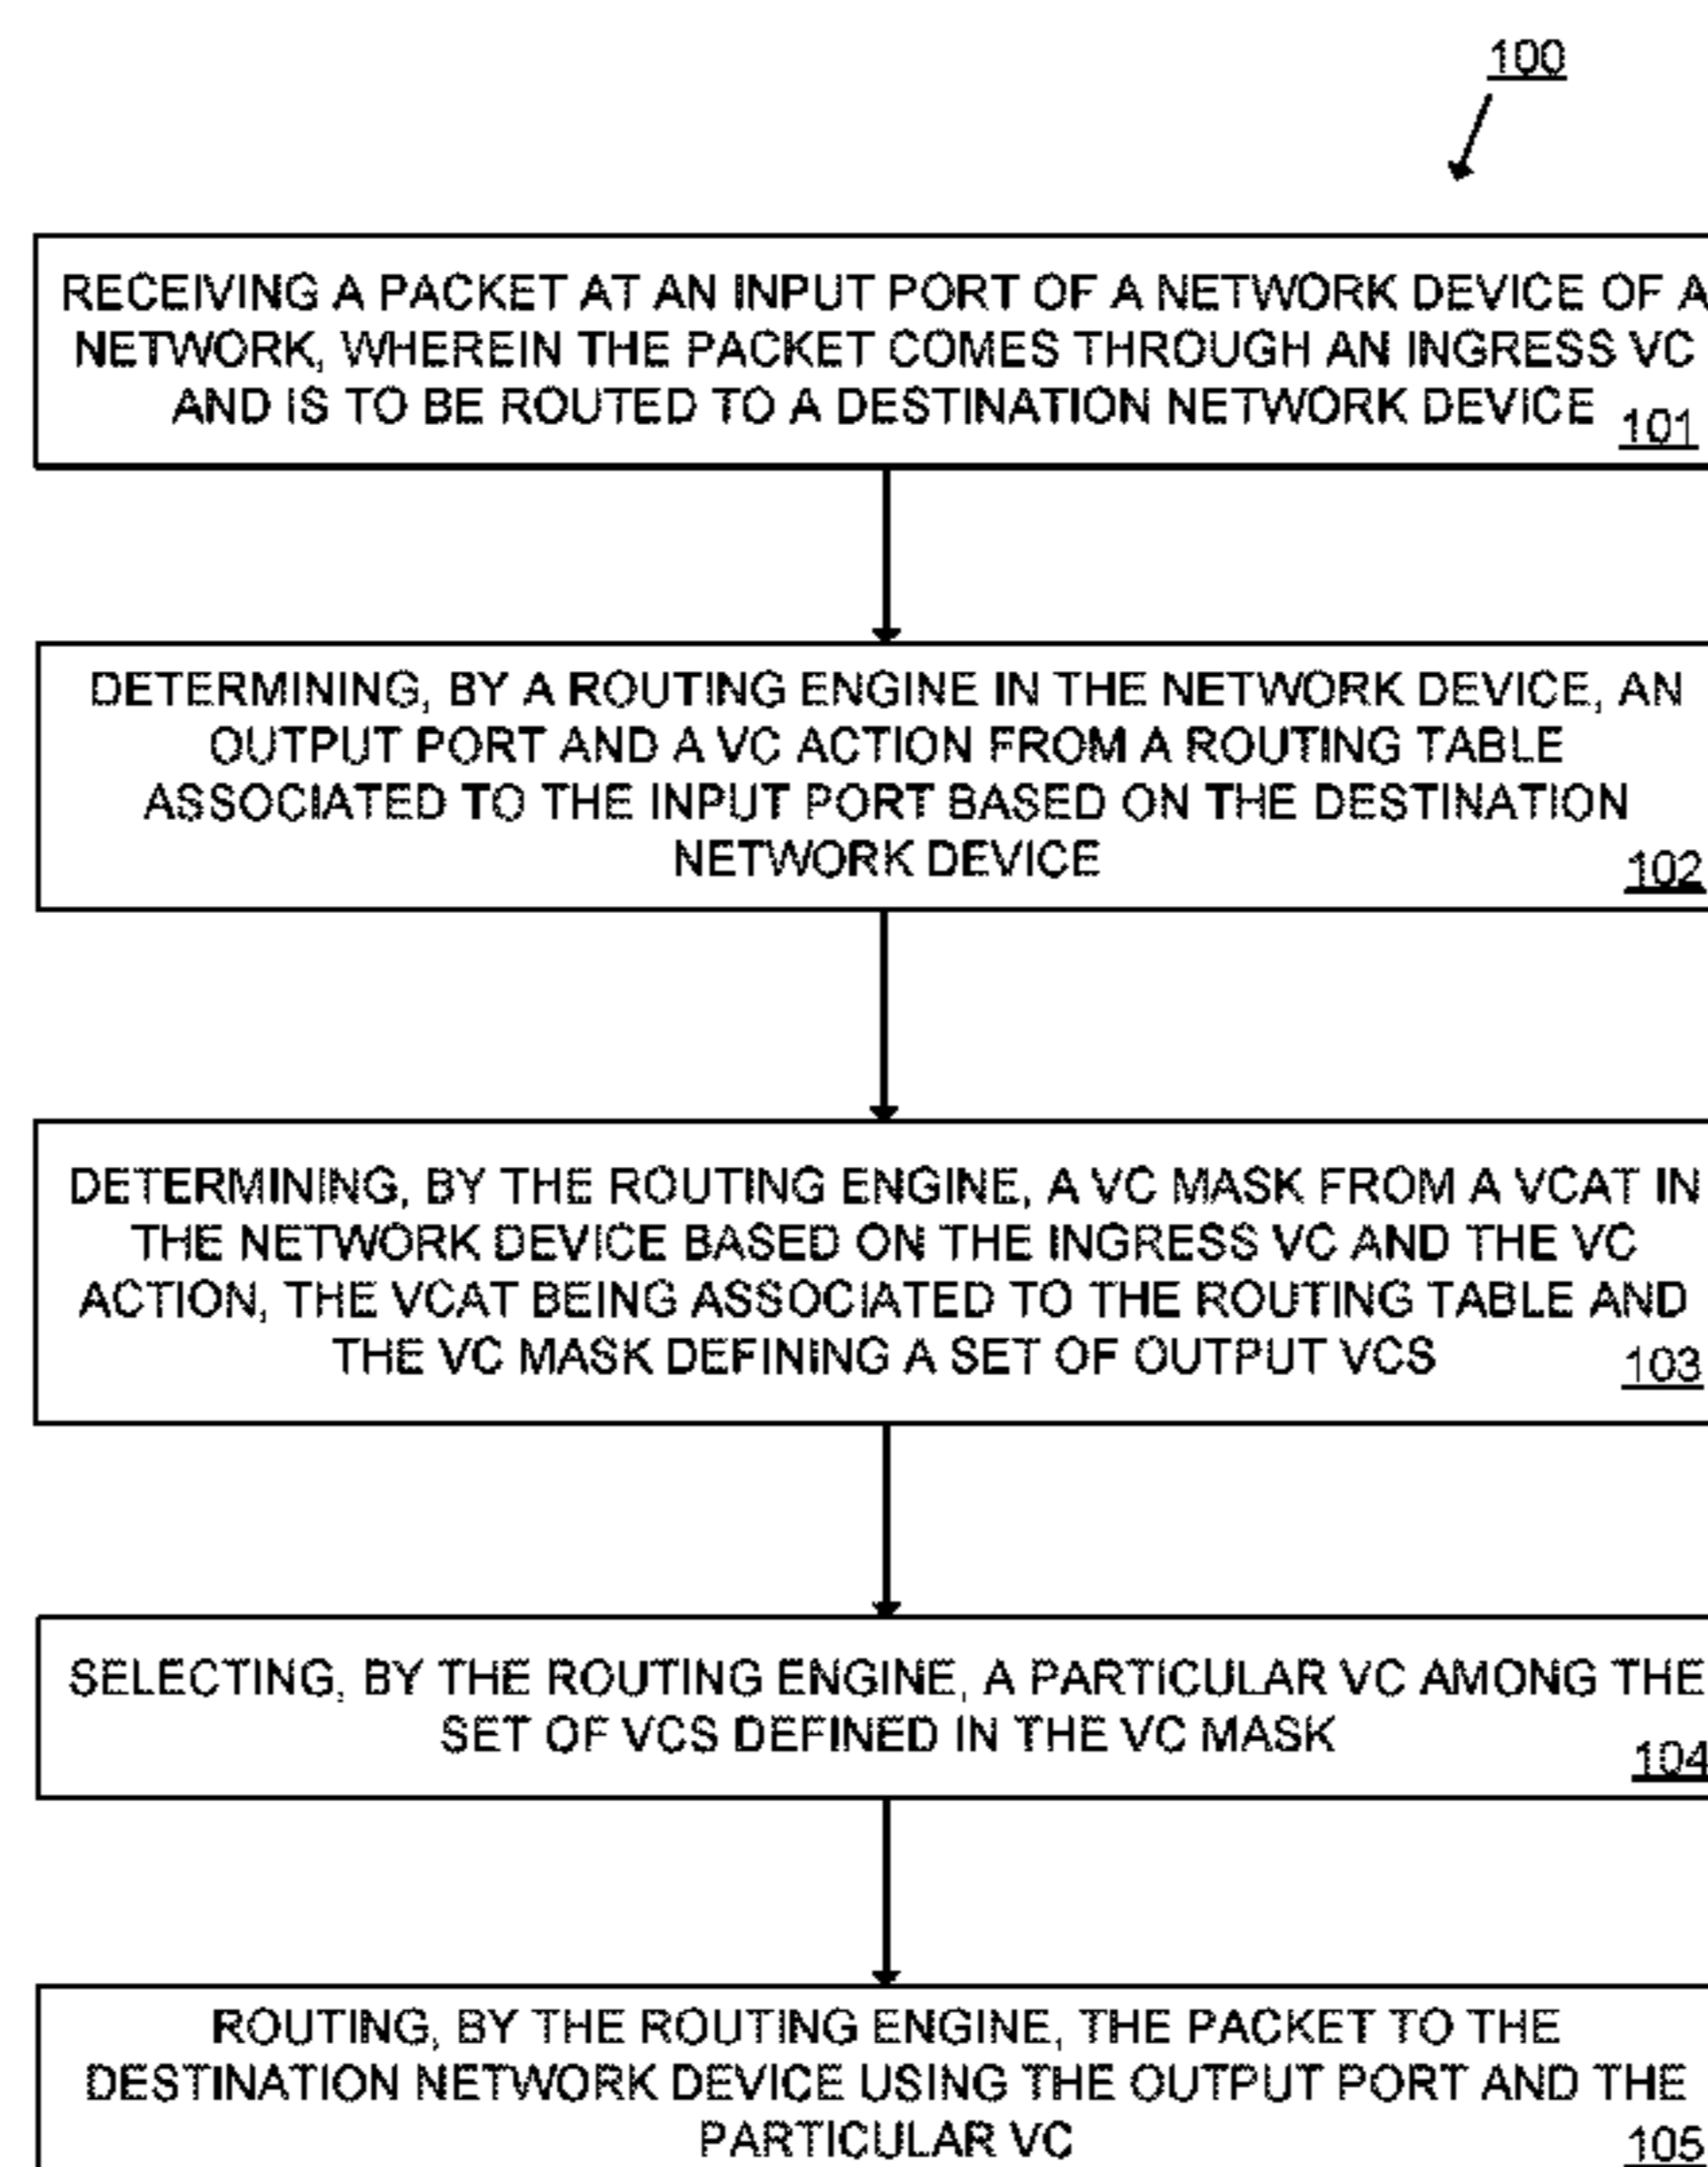 100
RECEIVING A PACKET AT AN INPUT PORT OF A NETWORK DEVICE OF A
NETWORK, WHEREIN THE PACKET COMES THROUGH AN INGRESS VC
AND IS TO BE ROUTED TO A DESTINATION NETWORK DEVICE
101
DETERMINING, BY A ROUTING ENGINE IN THE NETWORK DEVICE, AN
OUTPUT PORT AND A VC ACTION FROM A ROUTING TABLE
ASSOCIATED TO THE INPUT PORT BASED ON THE DESTINATION
NETWORK DEVICE
102
DETERMINING, BY THE ROUTING ENGINE, A VC MASK FROM A VCAT IN
THE NETWORK DEVICE BASED ON THE INGRESS VC AND THE VC
ACTION, THE VCAT BEING ASSOCIATED TO THE ROUTING TABLE AND
THE VC MASK DEFINING A SET OF OUTPUT VCS
103
SELECTING, BY THE ROUTING ENGINE, A PARTICULAR VC AMONG THE
SET OF VCS DEFINED IN THE VC MASK
104
ROUTING, BY THE ROUTING ENGINE, THE PACKET TO THE
DESTINATION NETWORK DEVICE USING THE OUTPUT PORT AND THE
PARTICULAR VC
105